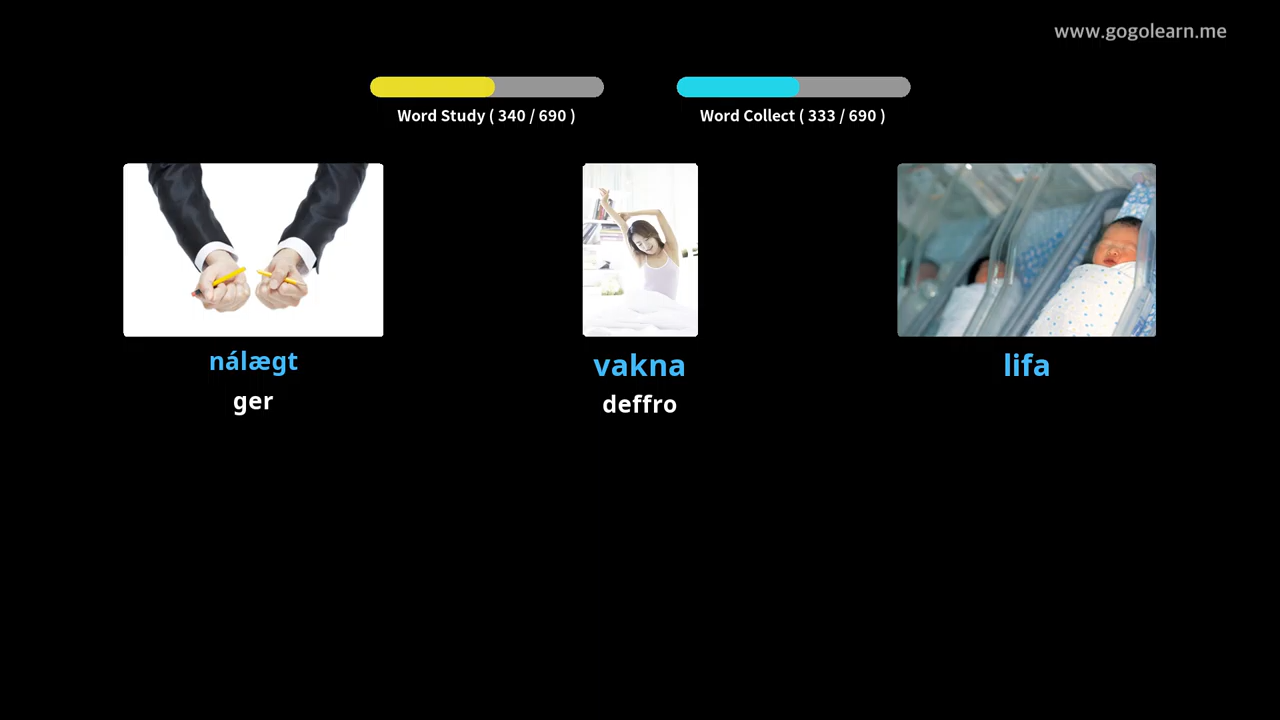 www.gogolearn.me
Word Study ( 340 / 690 )
Word Collect ( 333 / 690 )
nálægt
ger
vakna
deffro
lifa